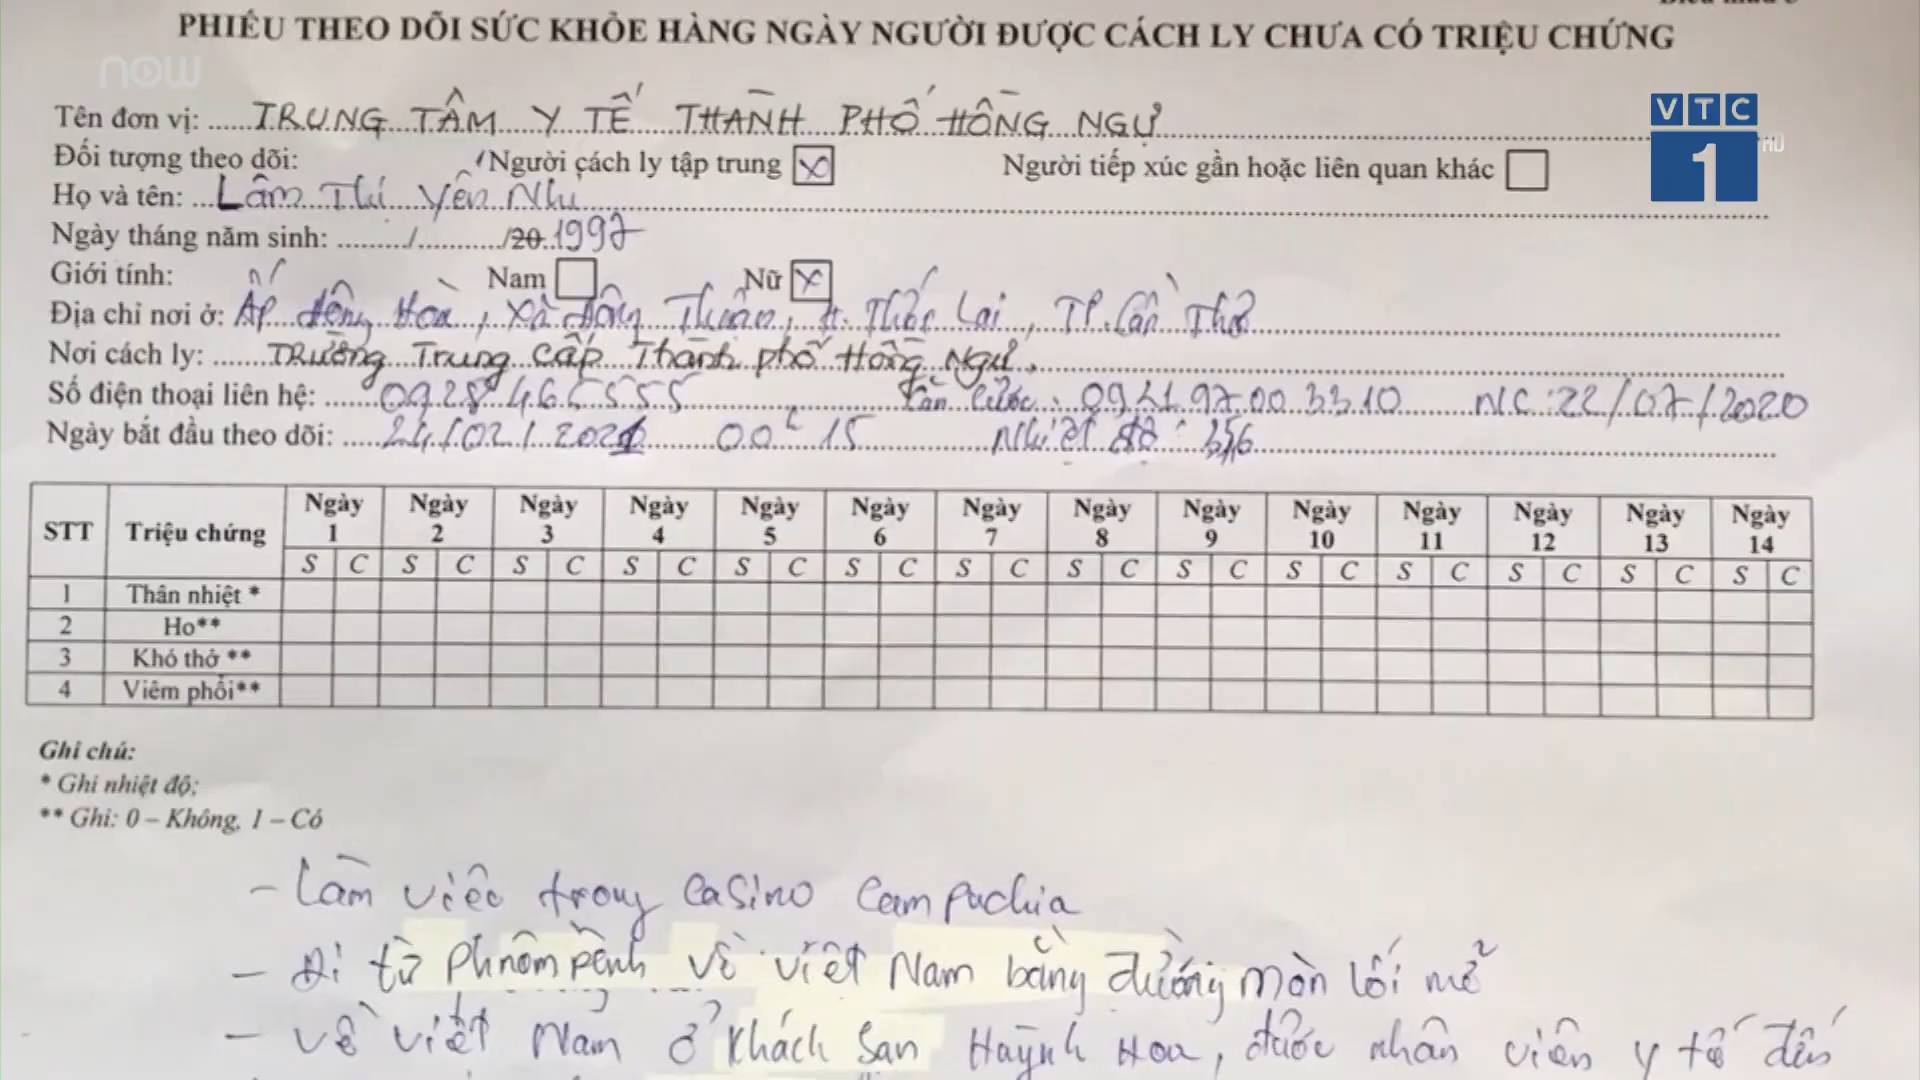 PHIẾU THEO DÕI SỨC KHỎE HÀNG NGÀY NGƯỜI ĐƯỢC CÁCH LY CHƯA CÓ TRIỆU CHỨNG
now
VTC
1
Tên đơn vị: TRUNG TÂM Y TẾ THÀNH PHỐ HỒNG NGỰ
Đối tượng theo dõi: Người cách ly tập trung x Người tiếp xúc gần hoặc liên quan khác
Họ và tên: Lâm Thị Yến Nhi
Ngày tháng năm sinh: ........./........../20 1997
Giới tính: Nam Nữ x
Địa chỉ nơi ở: Ấp Đông Hòa, xã Đông Thuận, H. Thới Lai, TP. Cần Thơ
Nơi cách ly: Trường Trung cấp Thành phố Hồng Ngự.
Số điện thoại liên hệ: 0928465555 Căn cước: 094197003310 NC: 22/07/2020
Ngày bắt đầu theo dõi: 24/02/2021 00 15 Nhiệt độ:
STT Triệu chứng Ngày 1 Ngày 2 Ngày 3 Ngày 4 Ngày 5 Ngày 6 Ngày 7 Ngày 8 Ngày 9 Ngày 10 Ngày 11 Ngày 12 Ngày 13 Ngày 14
S C S C S C S C S C S C S C S C S C S C S C S C S C S C
1 Thân nhiệt *
2 Ho**
3 Khó thở **
4 Viêm phổi**
Ghi chú:
* Ghi nhiệt độ;
** Ghi: 0 – Không, 1 – Có
- Làm việc trong casino Campuchia
- Đi từ Phnôm pênh về Việt Nam bằng đường mòn lối mở
- Về Việt Nam ở khách sạn Huỳnh Hoa, được nhân viên y tế đến